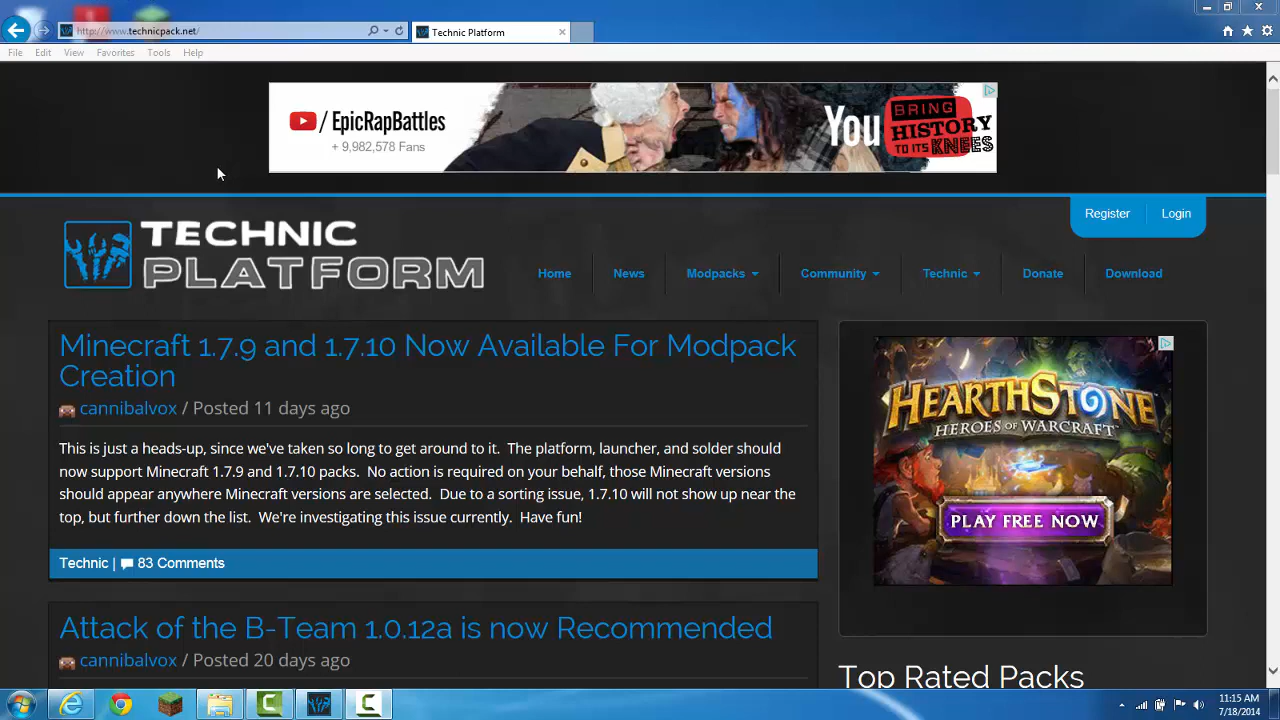 http://www.technicpack.net/
Technic Platform
File Edit View Favorites Tools Help
/ EpicRapBattles
+ 9,982,578 Fans
You
BRING
HISTORY
TO ITS KNEES
Register Login
TECHNIC
PLATFORM
Home News Modpacks Community Technic Donate Download
Minecraft 1.7.9 and 1.7.10 Now Available For Modpack
Creation
cannibalvox / Posted 11 days ago
This is just a heads-up, since we've taken so long to get around to it. The platform, launcher, and solder should
now support Minecraft 1.7.9 and 1.7.10 packs. No action is required on your behalf, those Minecraft versions
should appear anywhere Minecraft versions are selected. Due to a sorting issue, 1.7.10 will not show up near the
top, but further down the list. We're investigating this issue currently. Have fun!
Technic | 83 Comments
HEARTHSTONE
HEROES OF WARCRAFT
PLAY FREE NOW
Attack of the B-Team 1.0.12a is now Recommended
cannibalvox / Posted 20 days ago
Top Rated Packs
11:15 AM
7/18/2014